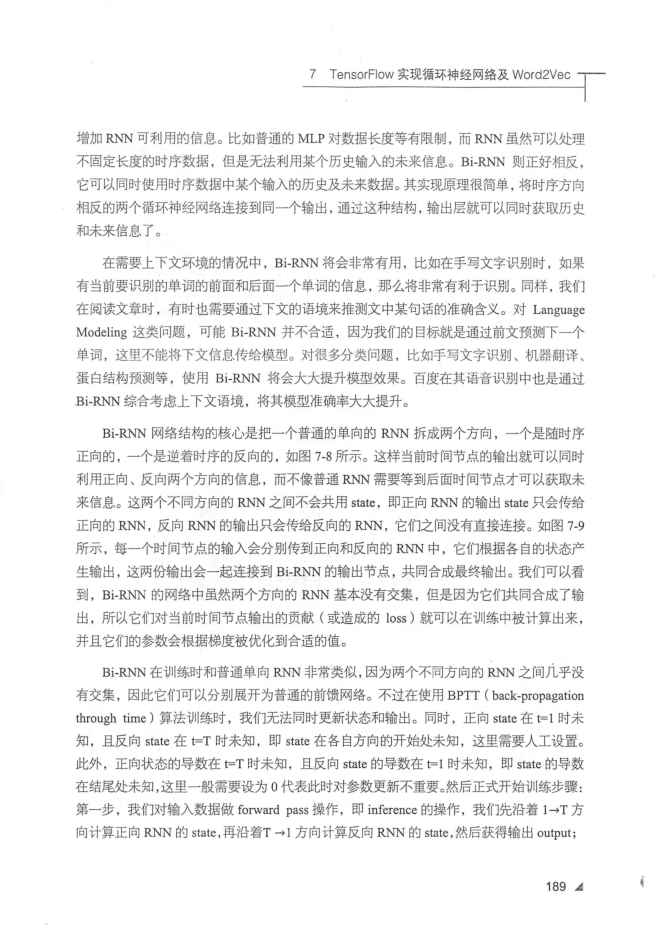 7 TensorFlow 实现循环神经网络及 Word2Vec
增加 RNN 可利用的信息。比如普通的 MLP 对数据长度等有限制，而 RNN 虽然可以处理
不固定长度的时序数据，但是无法利用某个历史输入的未来信息。Bi-RNN 则正好相反，
它可以同时使用时序数据中某个输入的历史及未来数据。其实现原理很简单，将时序方向
相反的两个循环神经网络连接到同一个输出，通过这种结构，输出层就可以同时获取历史
和未来信息了。
在需要上下文环境的情况中，Bi-RNN 将会非常有用，比如在手写文字识别时，如果
有当前要识别的单词的前面和后面一个单词的信息，那么将非常有利于识别。同样，我们
在阅读文章时，有时也需要通过下文的语境来推测文中某句话的准确含义。对 Language
Modeling 这类问题，可能 Bi-RNN 并不合适，因为我们的目标就是通过前文预测下一个
单词，这里不能将下文信息传给模型。对很多分类问题，比如手写文字识别、机器翻译、
蛋白结构预测等，使用 Bi-RNN 将会大大提升模型效果。百度在其语音识别中也是通过
Bi-RNN 综合考虑上下文语境，将其模型准确率大大提升。
Bi-RNN 网络结构的核心是把一个普通的单向的 RNN 拆成两个方向，一个是随时序
正向的，一个是逆着时序的反向的，如图 7-8 所示。这样当前时间节点的输出就可以同时
利用正向、反向两个方向的信息，而不像普通 RNN 需要等到后面时间节点才可以获取未
来信息。这两个不同方向的 RNN 之间不会共用 state，即正向 RNN 的输出 state 只会传给
正向的 RNN，反向 RNN 的输出只会传给反向的 RNN，它们之间没有直接连接。如图 7-9
所示，每一个时间节点的输入会分别传到正向和反向的 RNN 中，它们根据各自的状态产
生输出，这两份输出会一起连接到 Bi-RNN 的输出节点，共同合成最终输出。我们可以看
到，Bi-RNN 的网络中虽然两个方向的 RNN 基本没有交集，但是因为它们共同合成了输
出，所以它们对当前时间节点输出的贡献（或造成的 loss）就可以在训练中被计算出来，
并且它们的参数会根据梯度被优化到合适的值。
Bi-RNN 在训练时和普通单向 RNN 非常类似，因为两个不同方向的 RNN 之间几乎没
有交集，因此它们可以分别展开为普通的前馈网络。不过在使用 BPTT（back-propagation
through time）算法训练时，我们无法同时更新状态和输出。同时，正向 state 在 t=1 时未
知，且反向 state 在 t=T 时未知，即 state 在各自方向的开始处未知，这里需要人工设置。
此外，正向状态的导数在 t=T 时未知，且反向 state 的导数在 t=1 时未知，即 state 的导数
在结尾处未知，这里一般需要设为 0 代表此时对参数更新不重要。然后正式开始训练步骤：
第一步，我们对输入数据做 forward pass 操作，即 inference 的操作，我们先沿着 1→T 方
向计算正向 RNN 的 state，再沿着T →1 方向计算反向 RNN 的 state，然后获得输出 output；
189